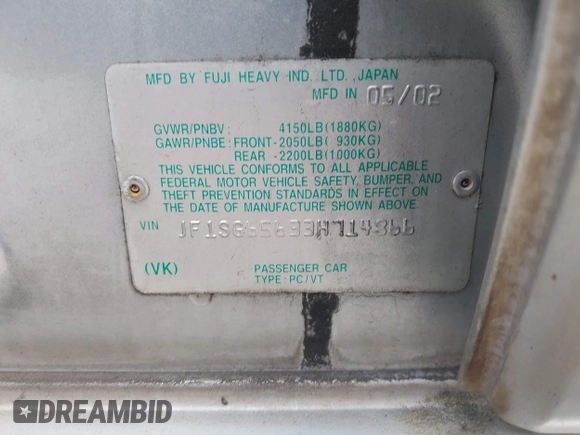 MFD BY FUJI HEAVY IND. LTD., JAPAN
MFD IN 05/02
GVWR/PNBV: 4150LB(1880KG)
GAWR/PNBE: FRONT-2050LB( 930KG)
REAR -2200LB(1000KG)
THIS VEHICLE CONFORMS TO ALL APPLICABLE
FEDERAL MOTOR VEHICLE SAFETY, BUMPER, AND
THEFT PREVENTION STANDARDS IN EFFECT ON
THE DATE OF MANUFACTURE SHOWN ABOVE.
VIN
(VK) PASSENGER CAR
TYPE:PC/VT
DREAMBID